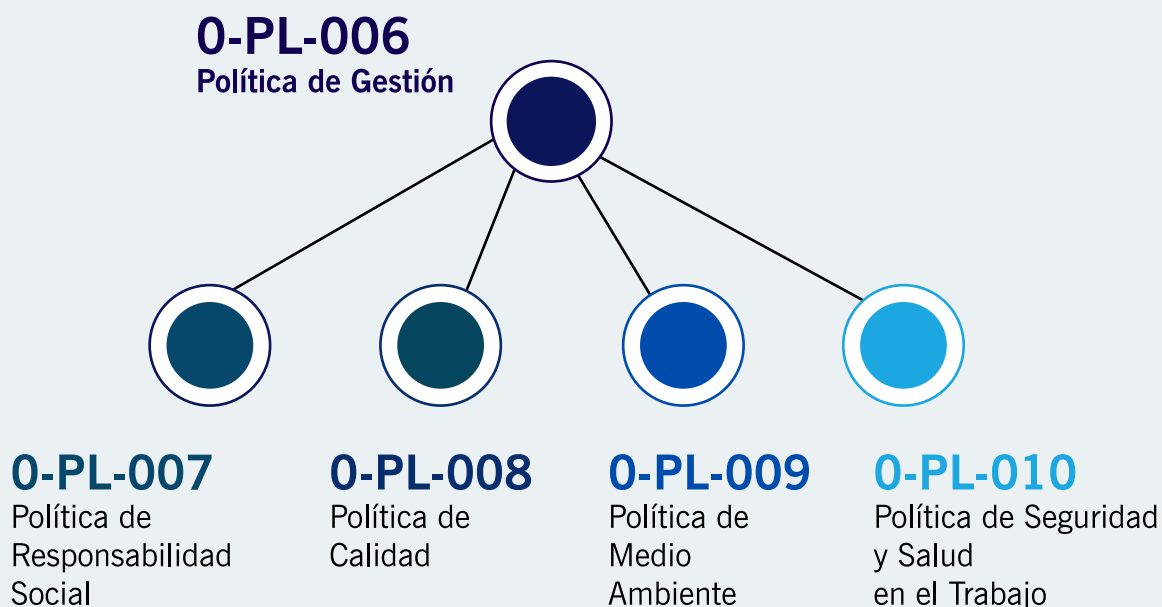 0-PL-006
Política de Gestión
0-PL-007
Política de
Responsabilidad
Social
0-PL-008
Política de
Calidad
0-PL-009
Política de
Medio
Ambiente
0-PL-010
Política de Seguridad
y Salud
en el Trabajo